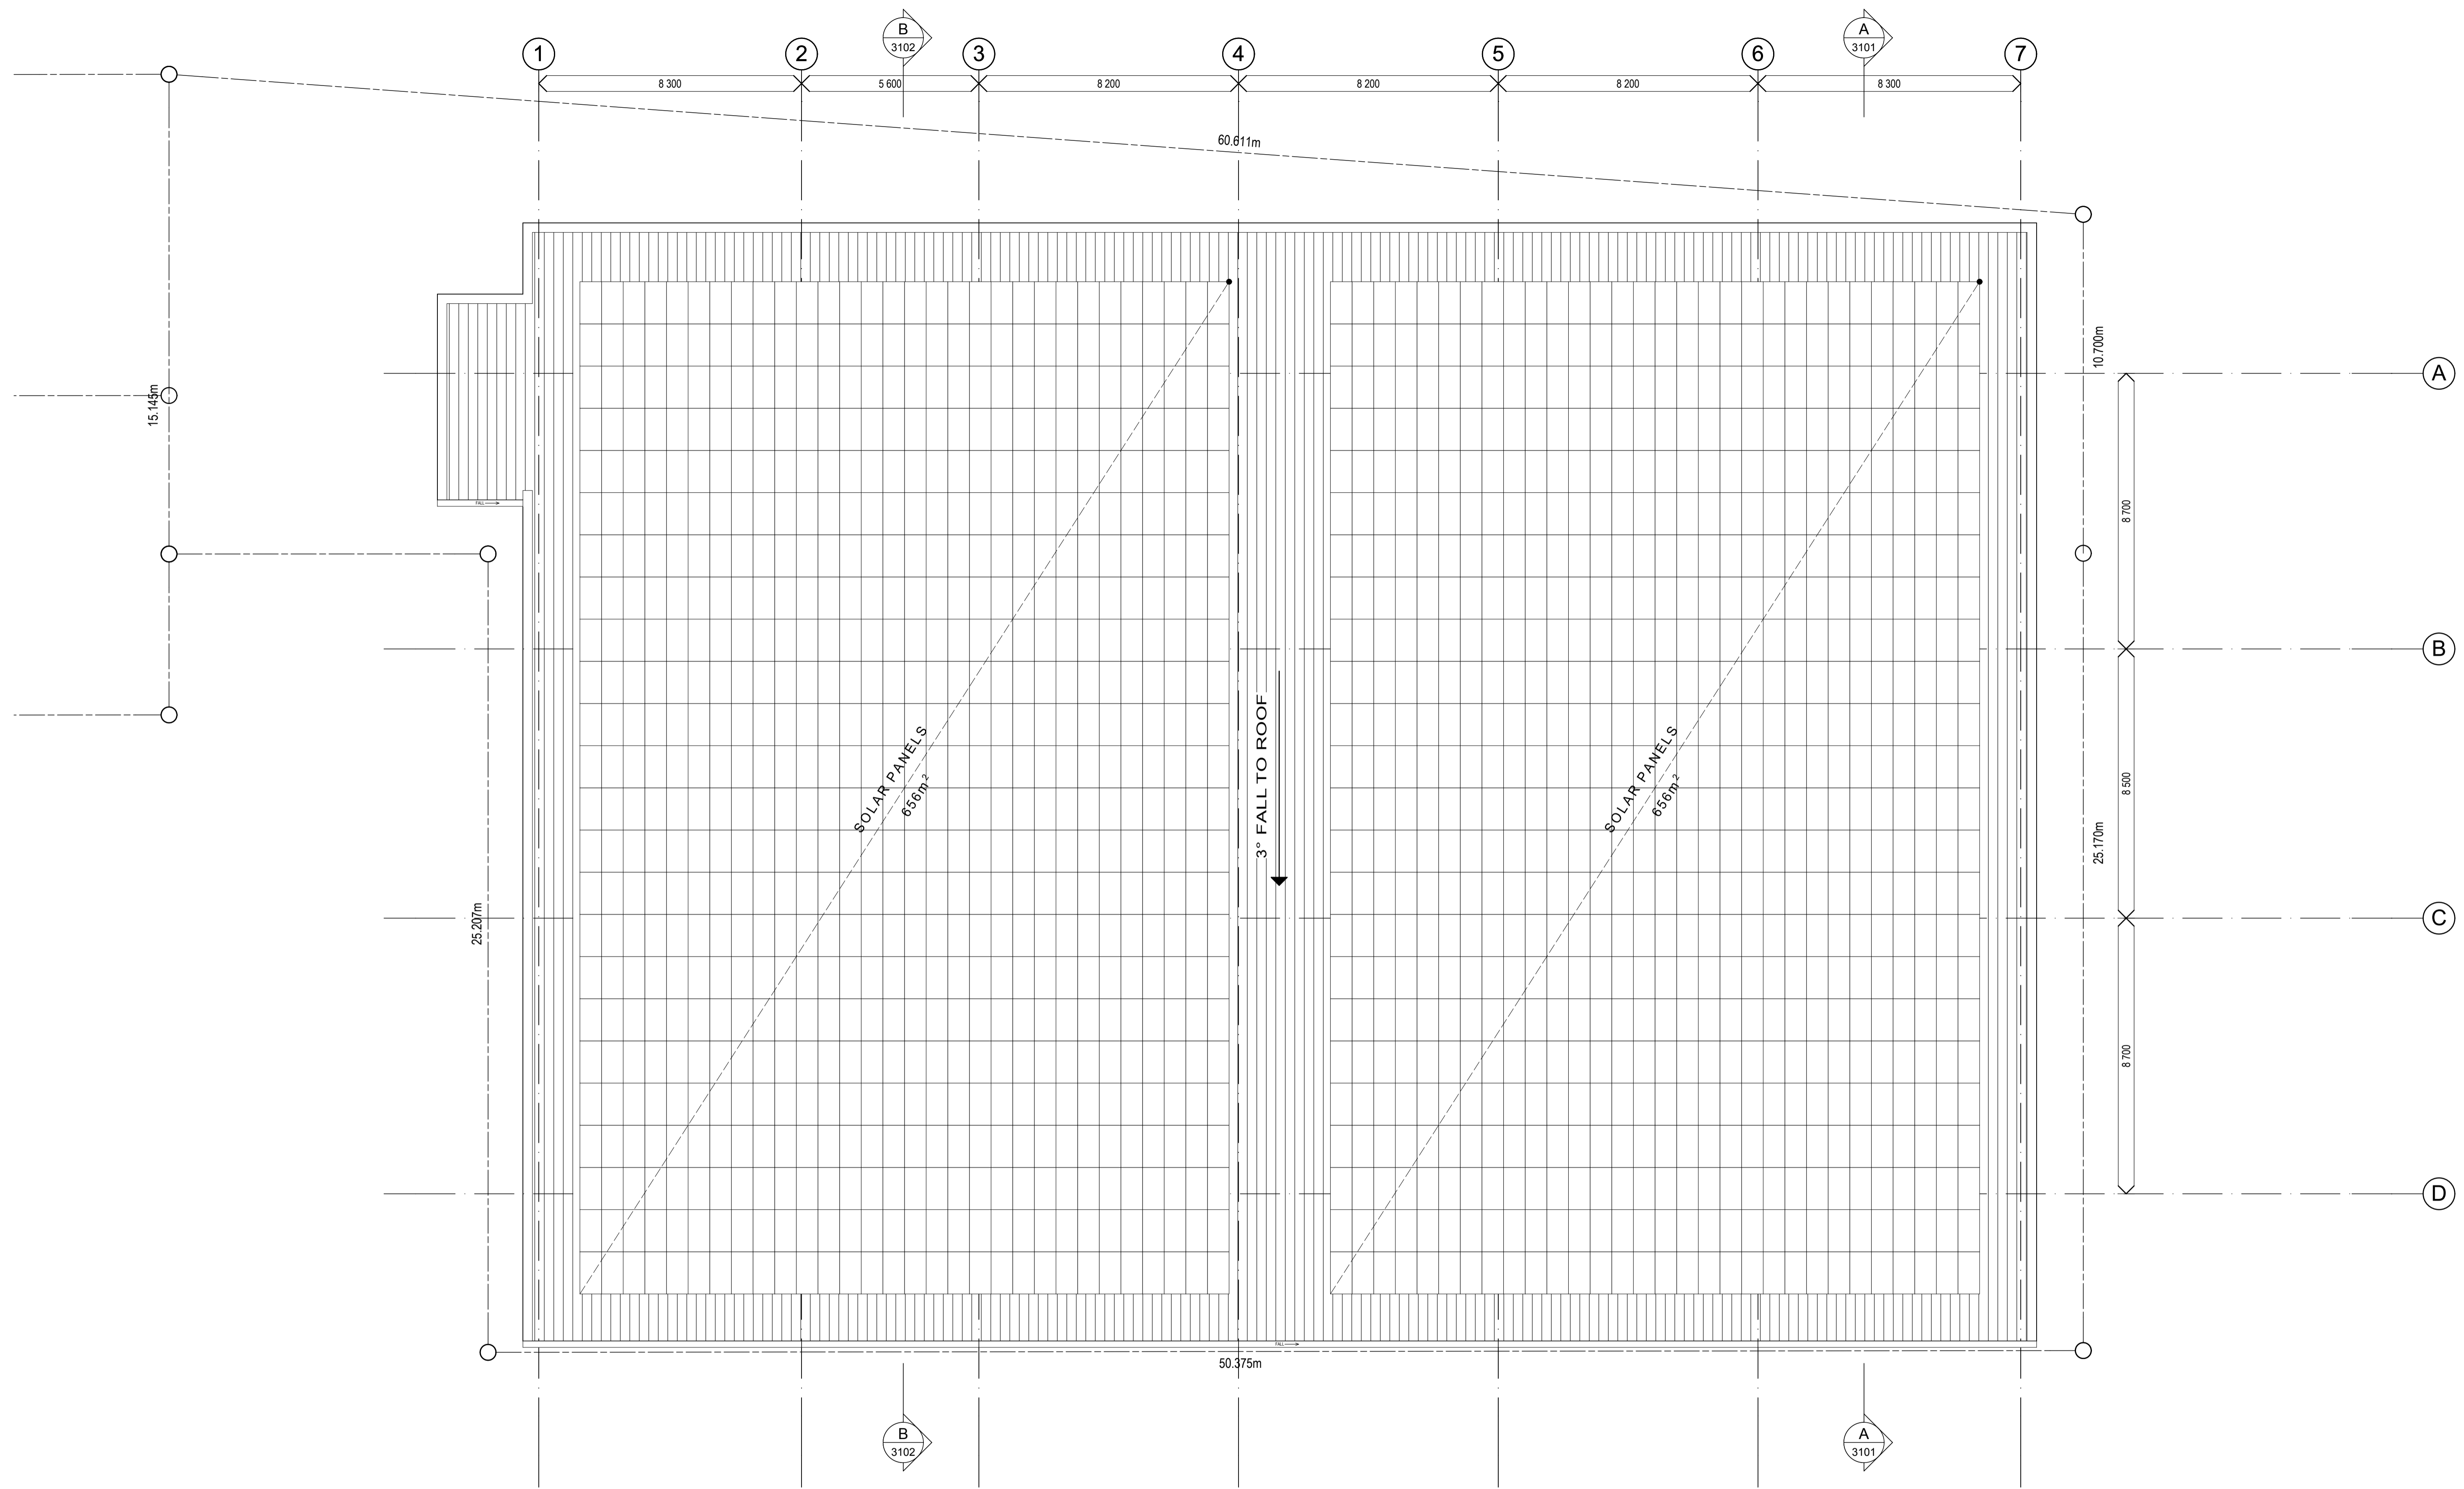 B
3102
A
3101
1
2
3
4
5
6
7
8 300
5 600
8 200
8 200
8 200
8 300
60.611m
10.700m
A
15.145m
FALL
8 700
B
SOLAR PANELS
656m²
3° FALL TO ROOF
SOLAR PANELS
656m²
8 500
25.170m
25.207m
C
8 700
D
FALL
50.375m
B
3102
A
3101